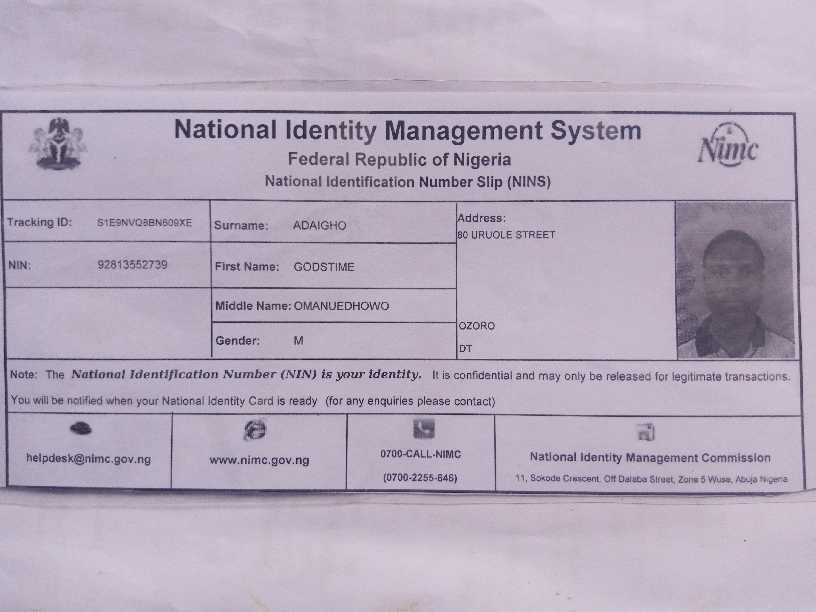 National Identity Management System
Federal Republic of Nigeria
National Identification Number Slip (NINS)
Nimc
Tracking ID: S1E9NVQ8BN609XE
Surname: ADAIGHO
Address:
80 URUOLE STREET
NIN: 92813552739
First Name: GODSTIME
Middle Name: OMANUEDHOWO
OZORO
Gender: M
DT
Note: The National Identification Number (NIN) is your identity. It is confidential and may only be released for legitimate transactions.
You will be notified when your National Identity Card is ready (for any enquiries please contact)
helpdesk@nimc.gov.ng
www.nimc.gov.ng
0700-CALL-NIMC
(0700-2255-646)
National Identity Management Commission
11, Sokode Crescent, Off Dalaba Street, Zone 5 Wuse, Abuja Nigeria